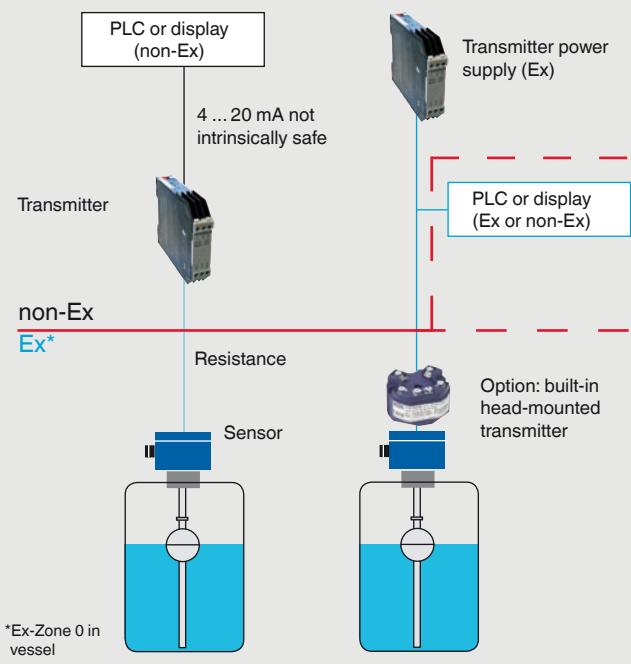 PLC or display
(non-Ex)
4 ... 20 mA not
intrinsically safe
Transmitter
Transmitter power
supply (Ex)
PLC or display
(Ex or non-Ex)
non-Ex
Ex*
Resistance
Sensor
Option: built-in
head-mounted
transmitter
*Ex-Zone 0 in
vessel